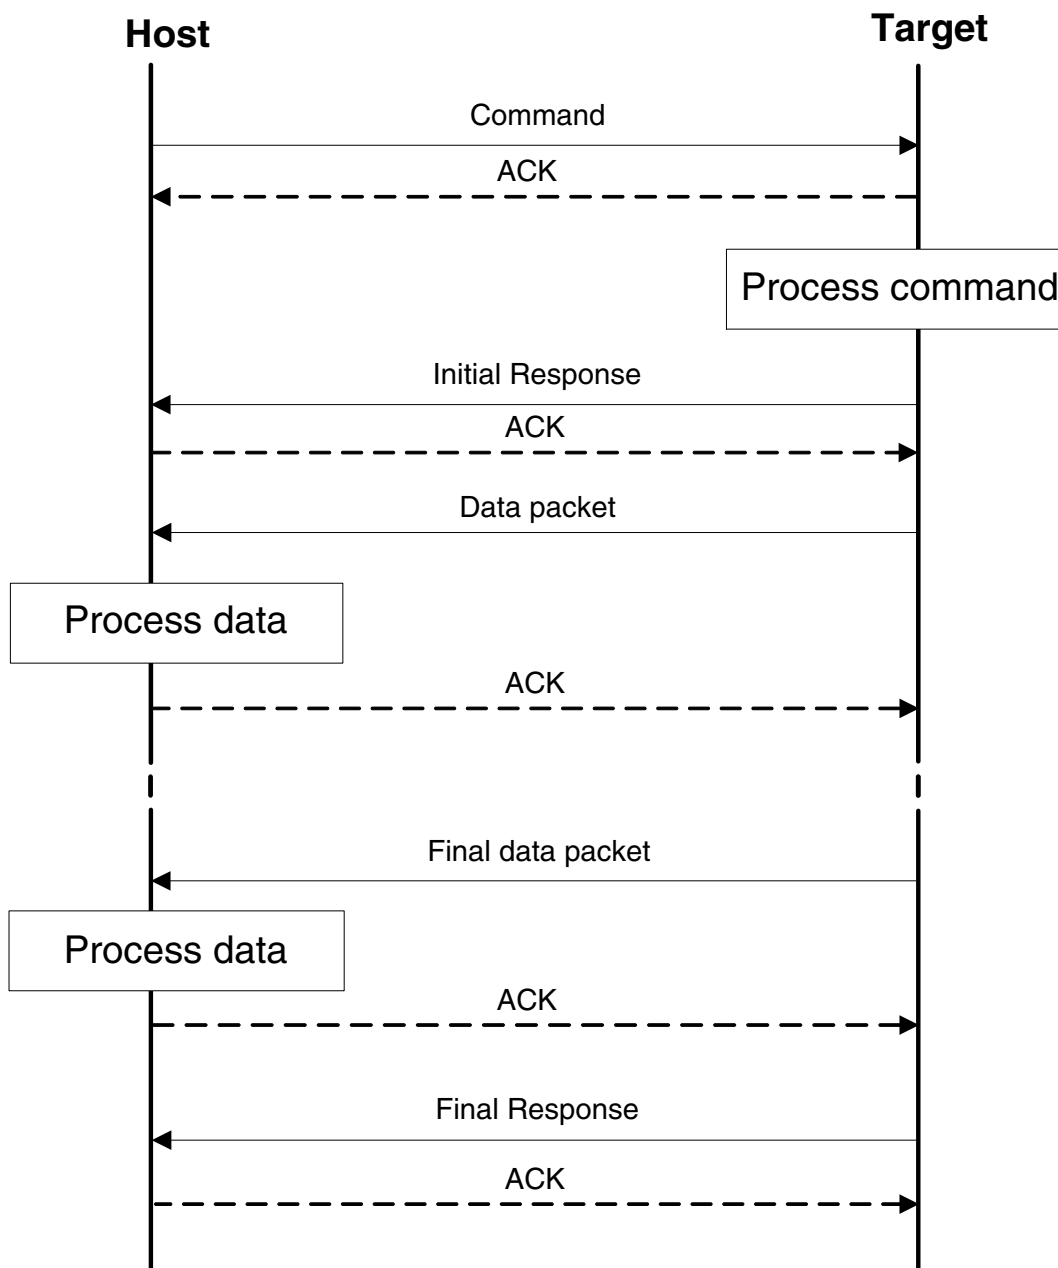 Host
Target
Command
ACK
Process command
Initial Response
ACK
Data packet
Process data
ACK
Final data packet
Process data
ACK
Final Response
ACK